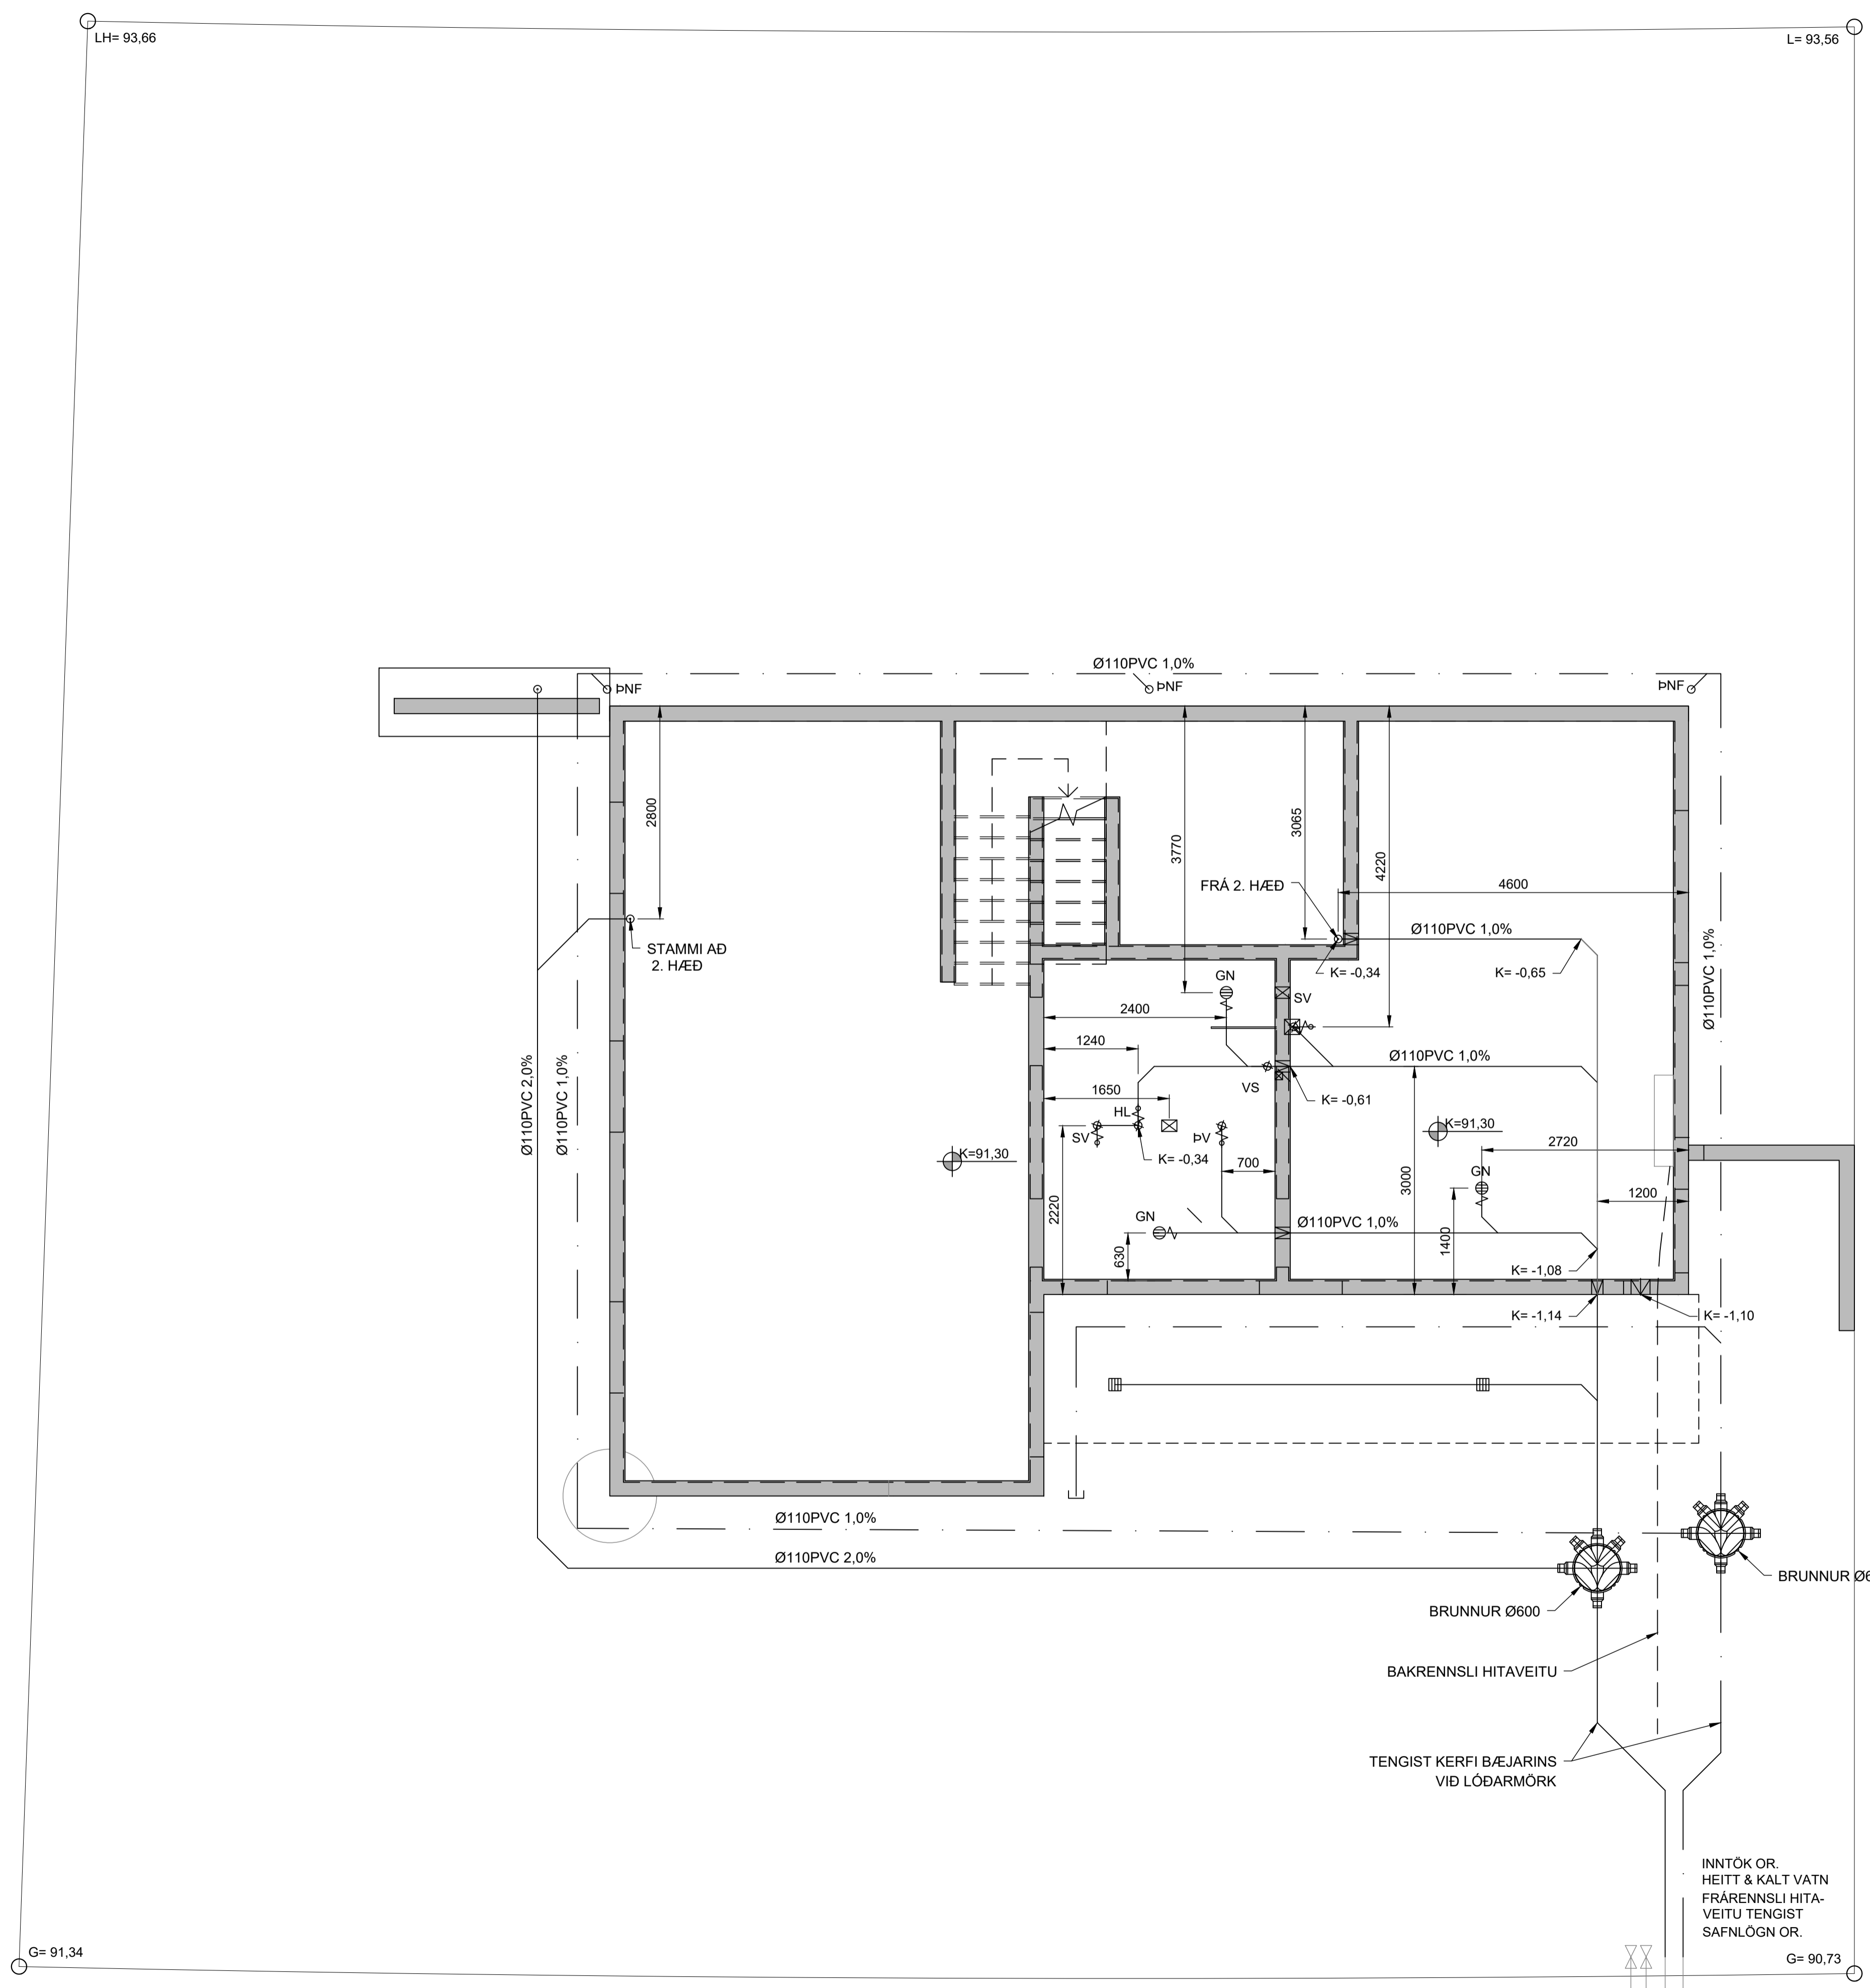 LH= 93,66
L= 93,56
Ø110PVC 1,0%
ÞNF
ÞNF
ÞNF
2800
3770
3065
4220
FRÁ 2. HÆÐ
4600
Ø110PVC 1,0%
STAMMI AÐ
2. HÆÐ
K= -0,34
K= -0,65
Ø110PVC 1,0%
GN
SV
2400
1240
Ø110PVC 1,0%
Ø110PVC 2,0%
Ø110PVC 1,0%
1650
VS
K= -0,61
HL
SV
ÞV
K=91,30
K=91,30
K= -0,34
700
2720
3000
GN
1200
2220
GN
Ø110PVC 1,0%
1400
630
K= -1,08
K= -1,14
K= -1,10
Ø110PVC 1,0%
Ø110PVC 2,0%
BRUNNUR Ø6
BRUNNUR Ø600
BAKRENNSLI HITAVEITU
TENGIST KERFI BÆJARINS
VIÐ LÓÐARMÖRK
INNTÖK OR.
HEITT & KALT VATN
FRÁRENNSLI HITA-
VEITU TENGIST
SAFNLÖGN OR.
G= 91,34
G= 90,73